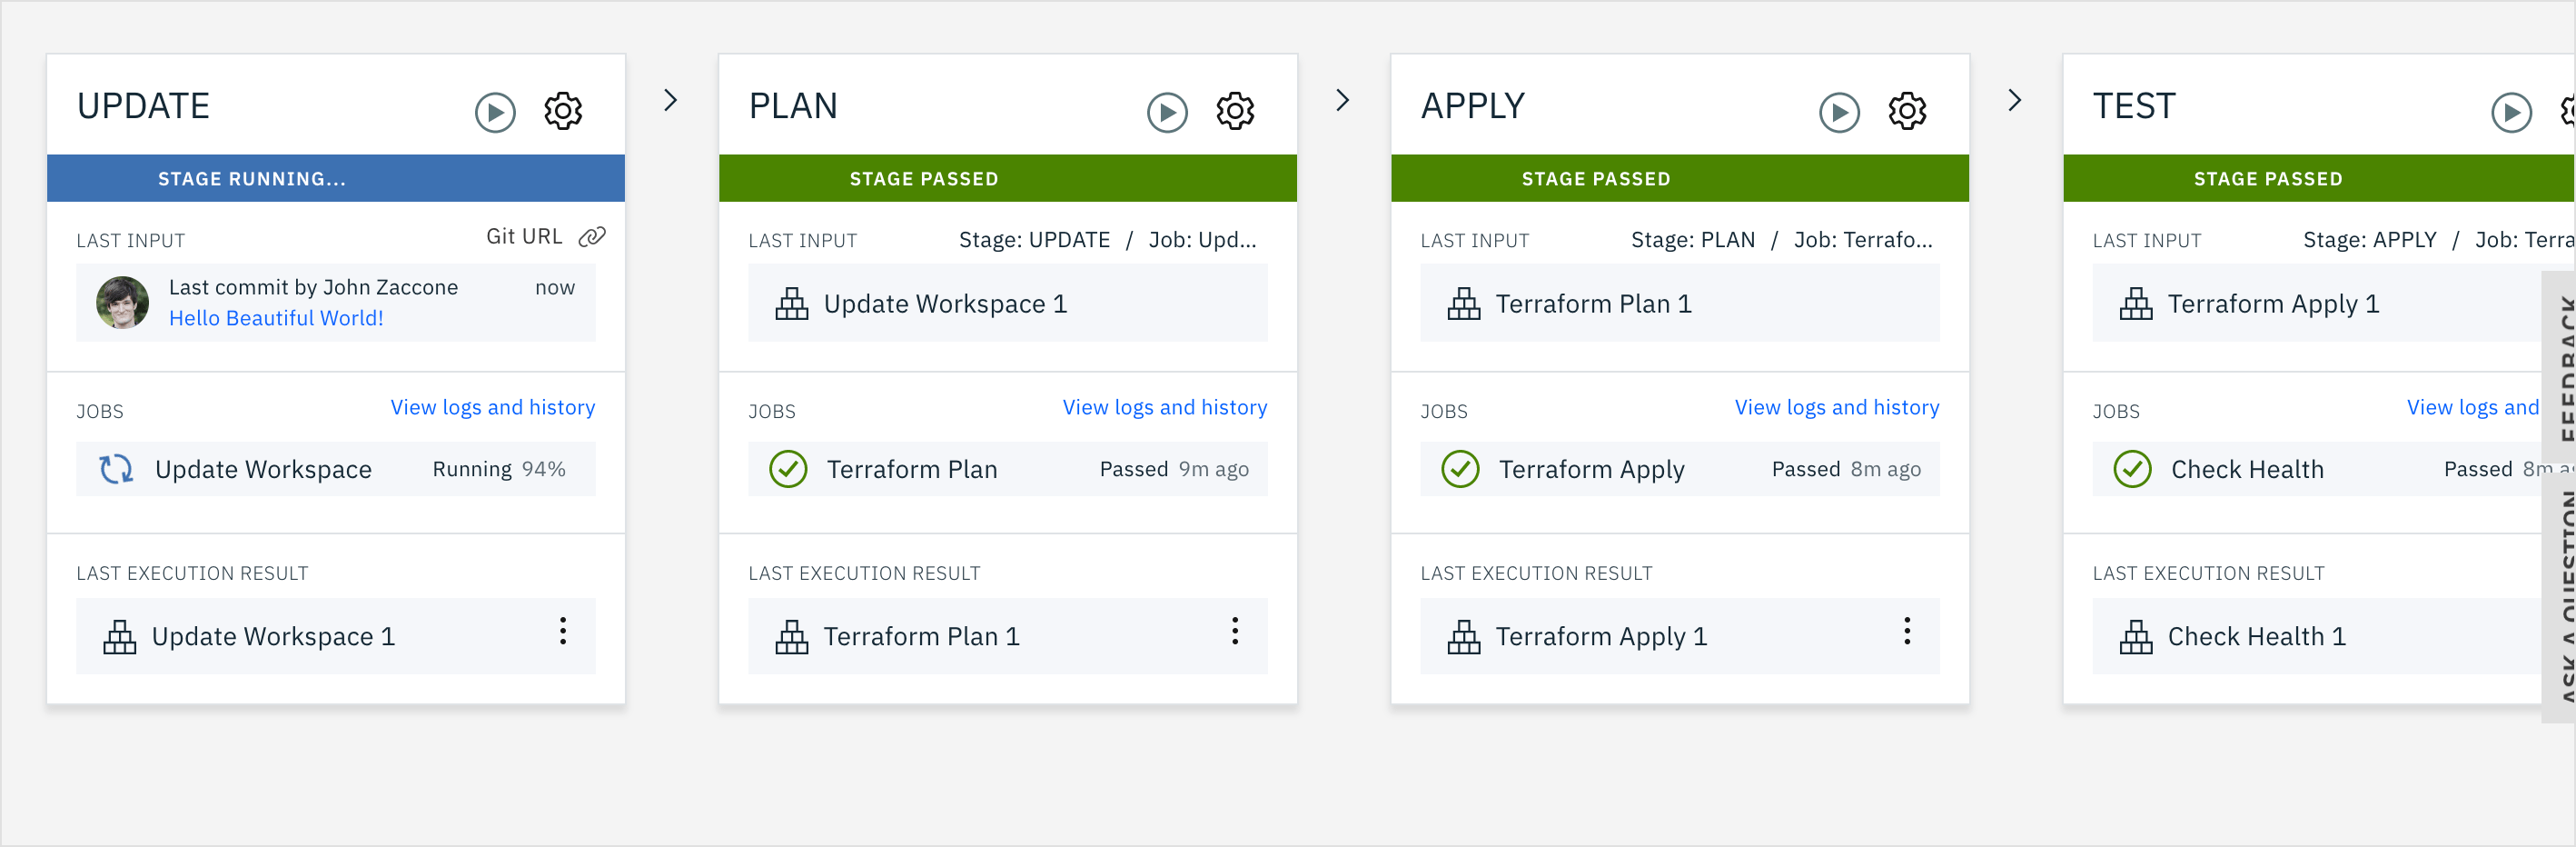 UPDATE
STAGE RUNNING...
LAST INPUT
Git URL
Last commit by John Zaccone
now
Hello Beautiful World!
JOBS
View logs and history
Update Workspace
Running 94%
LAST EXECUTION RESULT
Update Workspace 1
PLAN
STAGE PASSED
LAST INPUT
Stage: UPDATE / Job: Upd...
Update Workspace 1
JOBS
View logs and history
Terraform Plan
Passed 9m ago
LAST EXECUTION RESULT
Terraform Plan 1
APPLY
STAGE PASSED
LAST INPUT
Stage: PLAN / Job: Terrafo...
Terraform Plan 1
JOBS
View logs and history
Terraform Apply
Passed 8m ago
LAST EXECUTION RESULT
Terraform Apply 1
TEST
STAGE PASSED
LAST INPUT
Stage: APPLY / Job: Terra
Terraform Apply 1
JOBS
View logs and
Check Health
Passed 8m a
LAST EXECUTION RESULT
Check Health 1
FEEDBACK
ASK A QUESTION